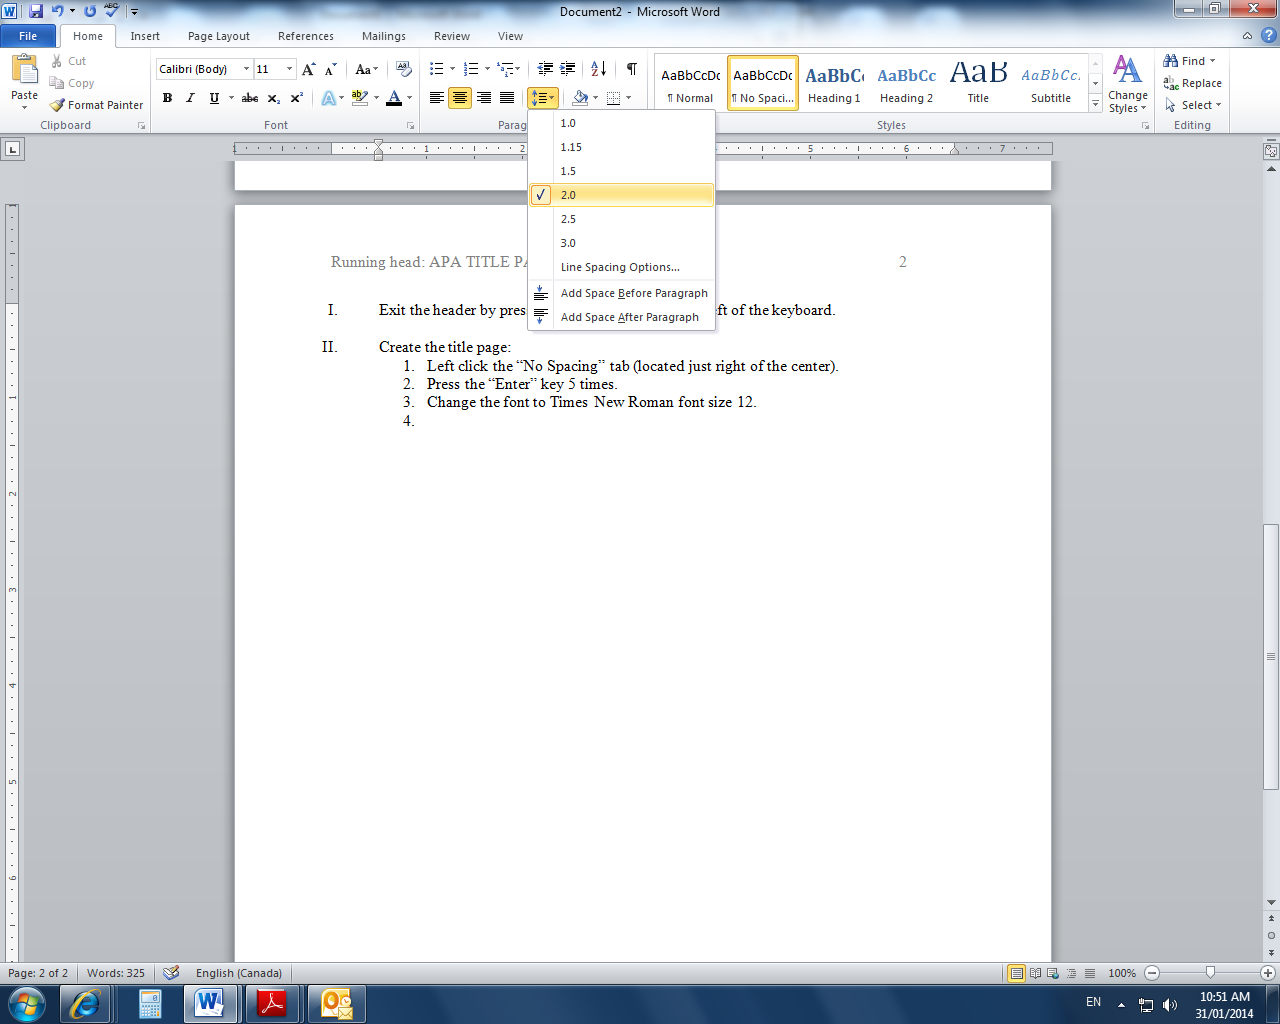 Document2 - Microsoft Word
File Home Insert Page Layout References Mailings Review View
Paste
Cut
Copy
Format Painter
Clipboard
Calibri (Body) 11
Font
Parag
AaBbCcDc AaBbCcDc AaBbCc AaBbCc AaB AaBbCc.
¶ Normal ¶ No Spaci... Heading 1 Heading 2 Title Subtitle
Change Styles
Styles
Find
Replace
Select
Editing
1.0
1.15
1.5
2.0
2.5
3.0
Line Spacing Options...
Add Space Before Paragraph
Add Space After Paragraph
Running head: APA TITLE PA 2
I. Exit the header by pres eft of the keyboard.
II. Create the title page:
1. Left click the “No Spacing” tab (located just right of the center).
2. Press the “Enter” key 5 times.
3. Change the font to Times New Roman font size 12.
4.
Page: 2 of 2 Words: 325 English (Canada) 100%
EN 10:51 AM
31/01/2014